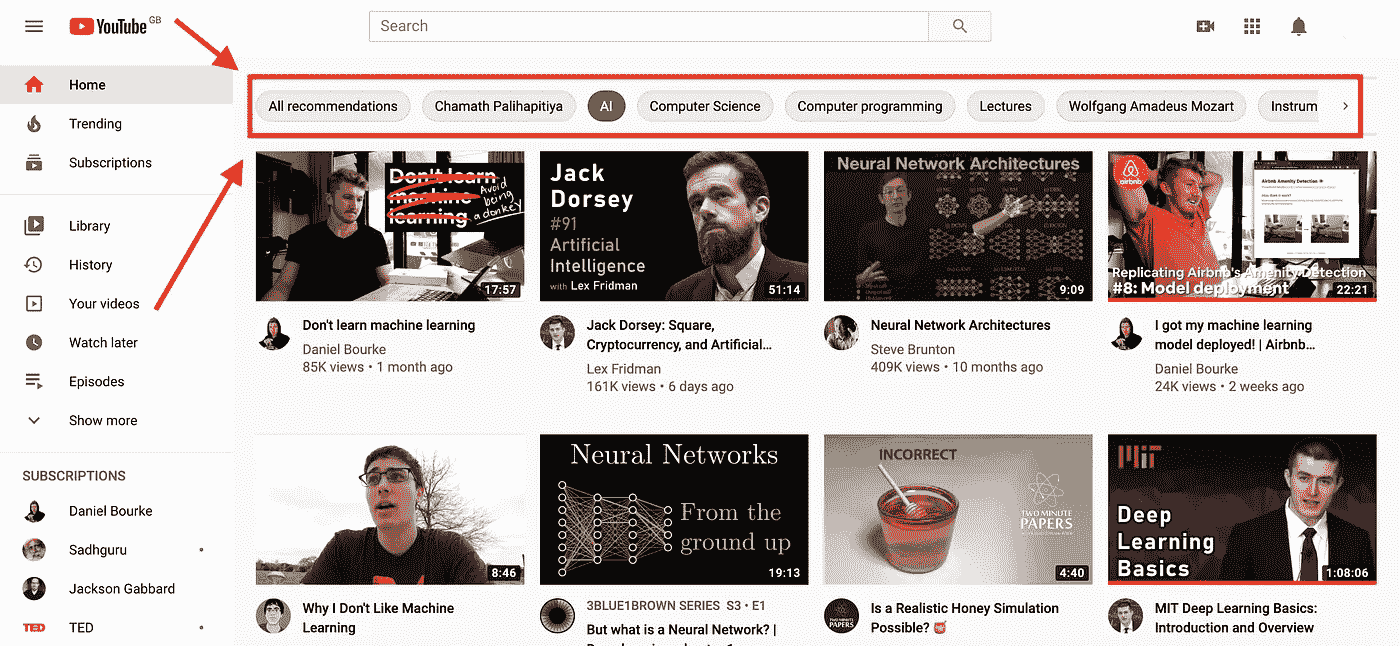 YouTube GB
Search
Home
Trending
Subscriptions
Library
History
Your videos
Watch later
Episodes
Show more
SUBSCRIPTIONS
Daniel Bourke
Sadhguru
Jackson Gabbard
TED
All recommendations
Chamath Palihapitiya
AI
Computer Science
Computer programming
Lectures
Wolfgang Amadeus Mozart
Instrum
Don't learn
machine
learning
Avoid
being
a donkey
17:57
Don't learn machine learning
Daniel Bourke
85K views • 1 month ago
Jack
Dorsey
#91
Artificial
Intelligence
with Lex Fridman
51:14
Jack Dorsey: Square,
Cryptocurrency, and Artificial...
Lex Fridman
161K views • 6 days ago
Neural Network Architectures
9:09
Neural Network Architectures
Steve Brunton
409K views • 10 months ago
airbnb
Airbnb Amenity Detection
Replicating Airbnb's Amenity Detection
#8: Model deployment
22:21
I got my machine learning
model deployed! | Airbnb...
Daniel Bourke
24K views • 2 weeks ago
8:46
Why I Don't Like Machine
Learning
Neural Networks
From the
ground up
19:13
3BLUE1BROWN SERIES S3 • E1
But what is a Neural Network? |
INCORRECT
TWO MINUTE
PAPERS
4:40
Is a Realistic Honey Simulation
Possible?
MIT
Deep
Learning
Basics
1:08:06
MIT Deep Learning Basics:
Introduction and Overview